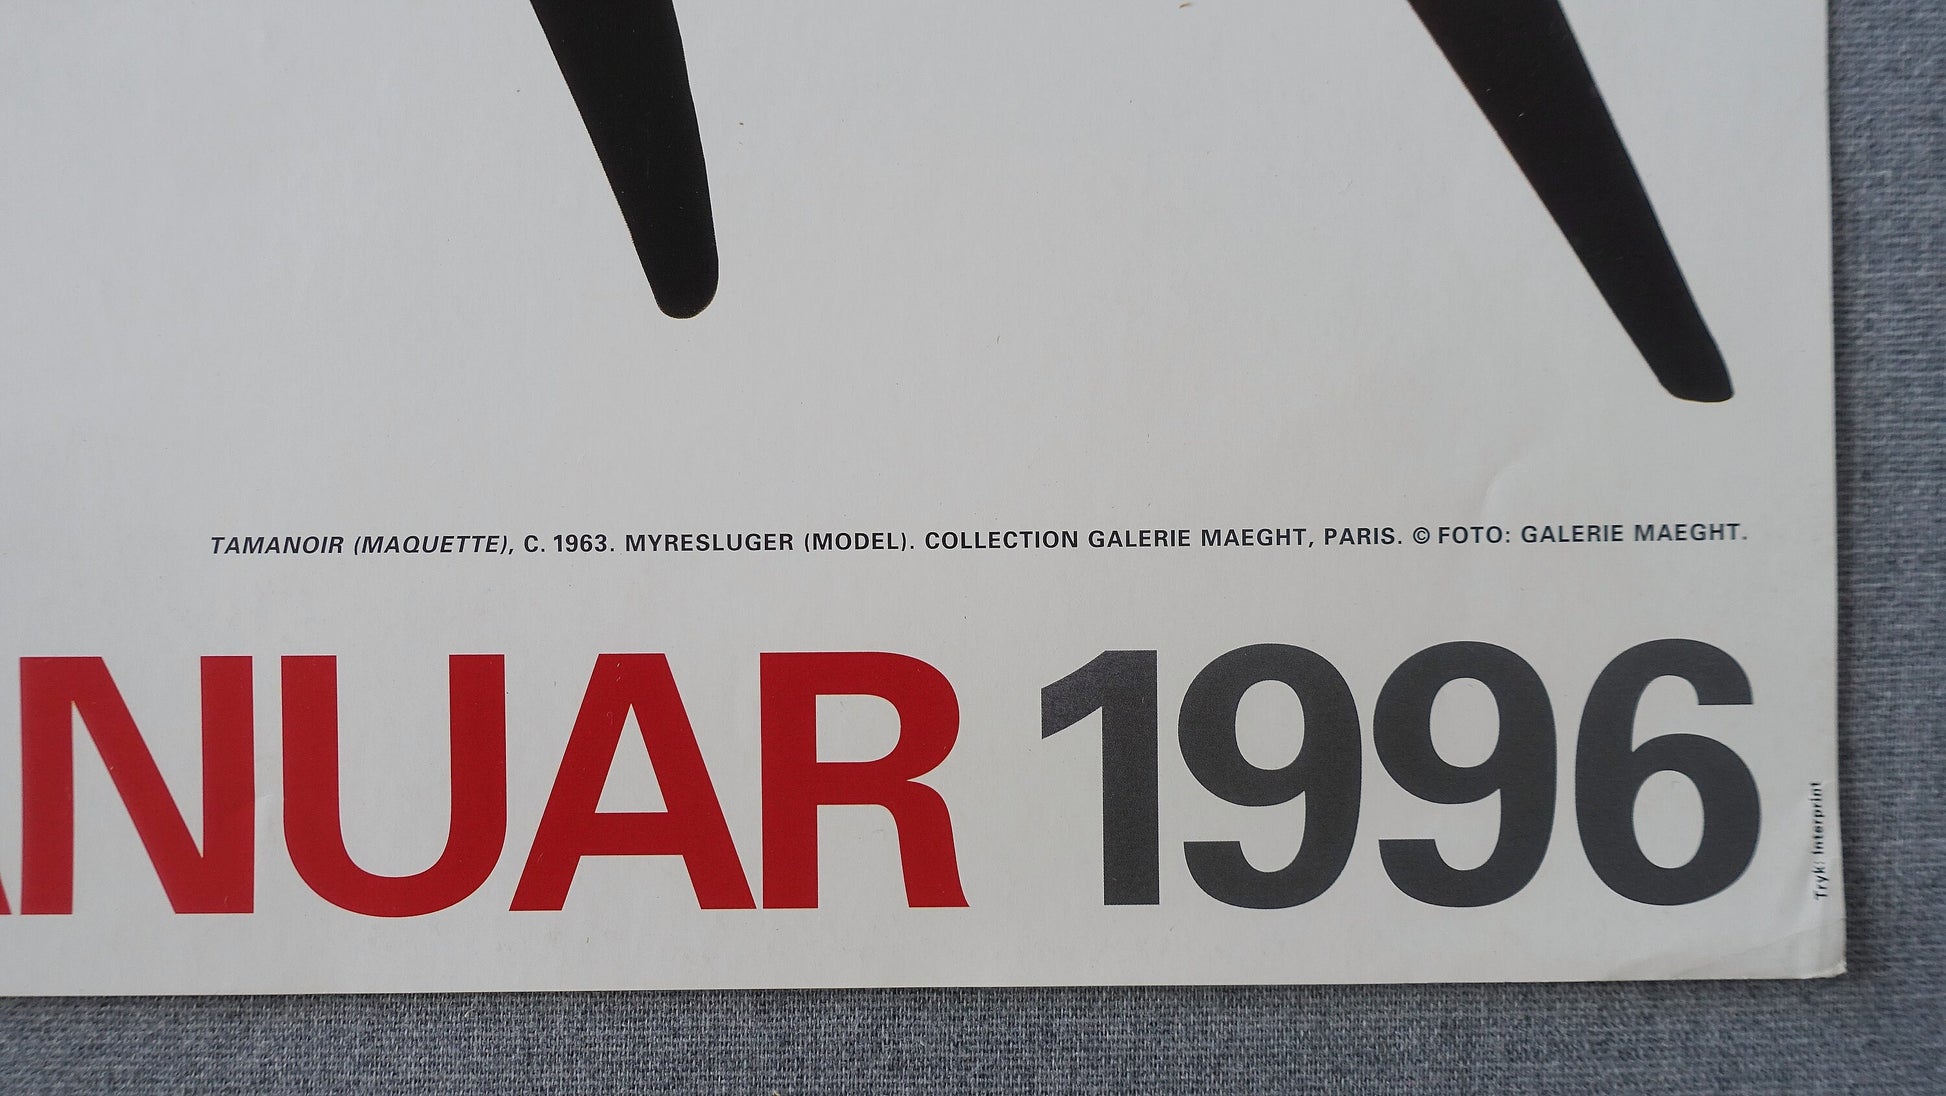 TAMANOIR (MAQUETTE), C. 1963. MYRESLUGER (MODEL). COLLECTION GALERIE MAEGHT, PARIS. © FOTO: GALERIE MAEGHT.
ANUAR 1996
Tryk: Interprint